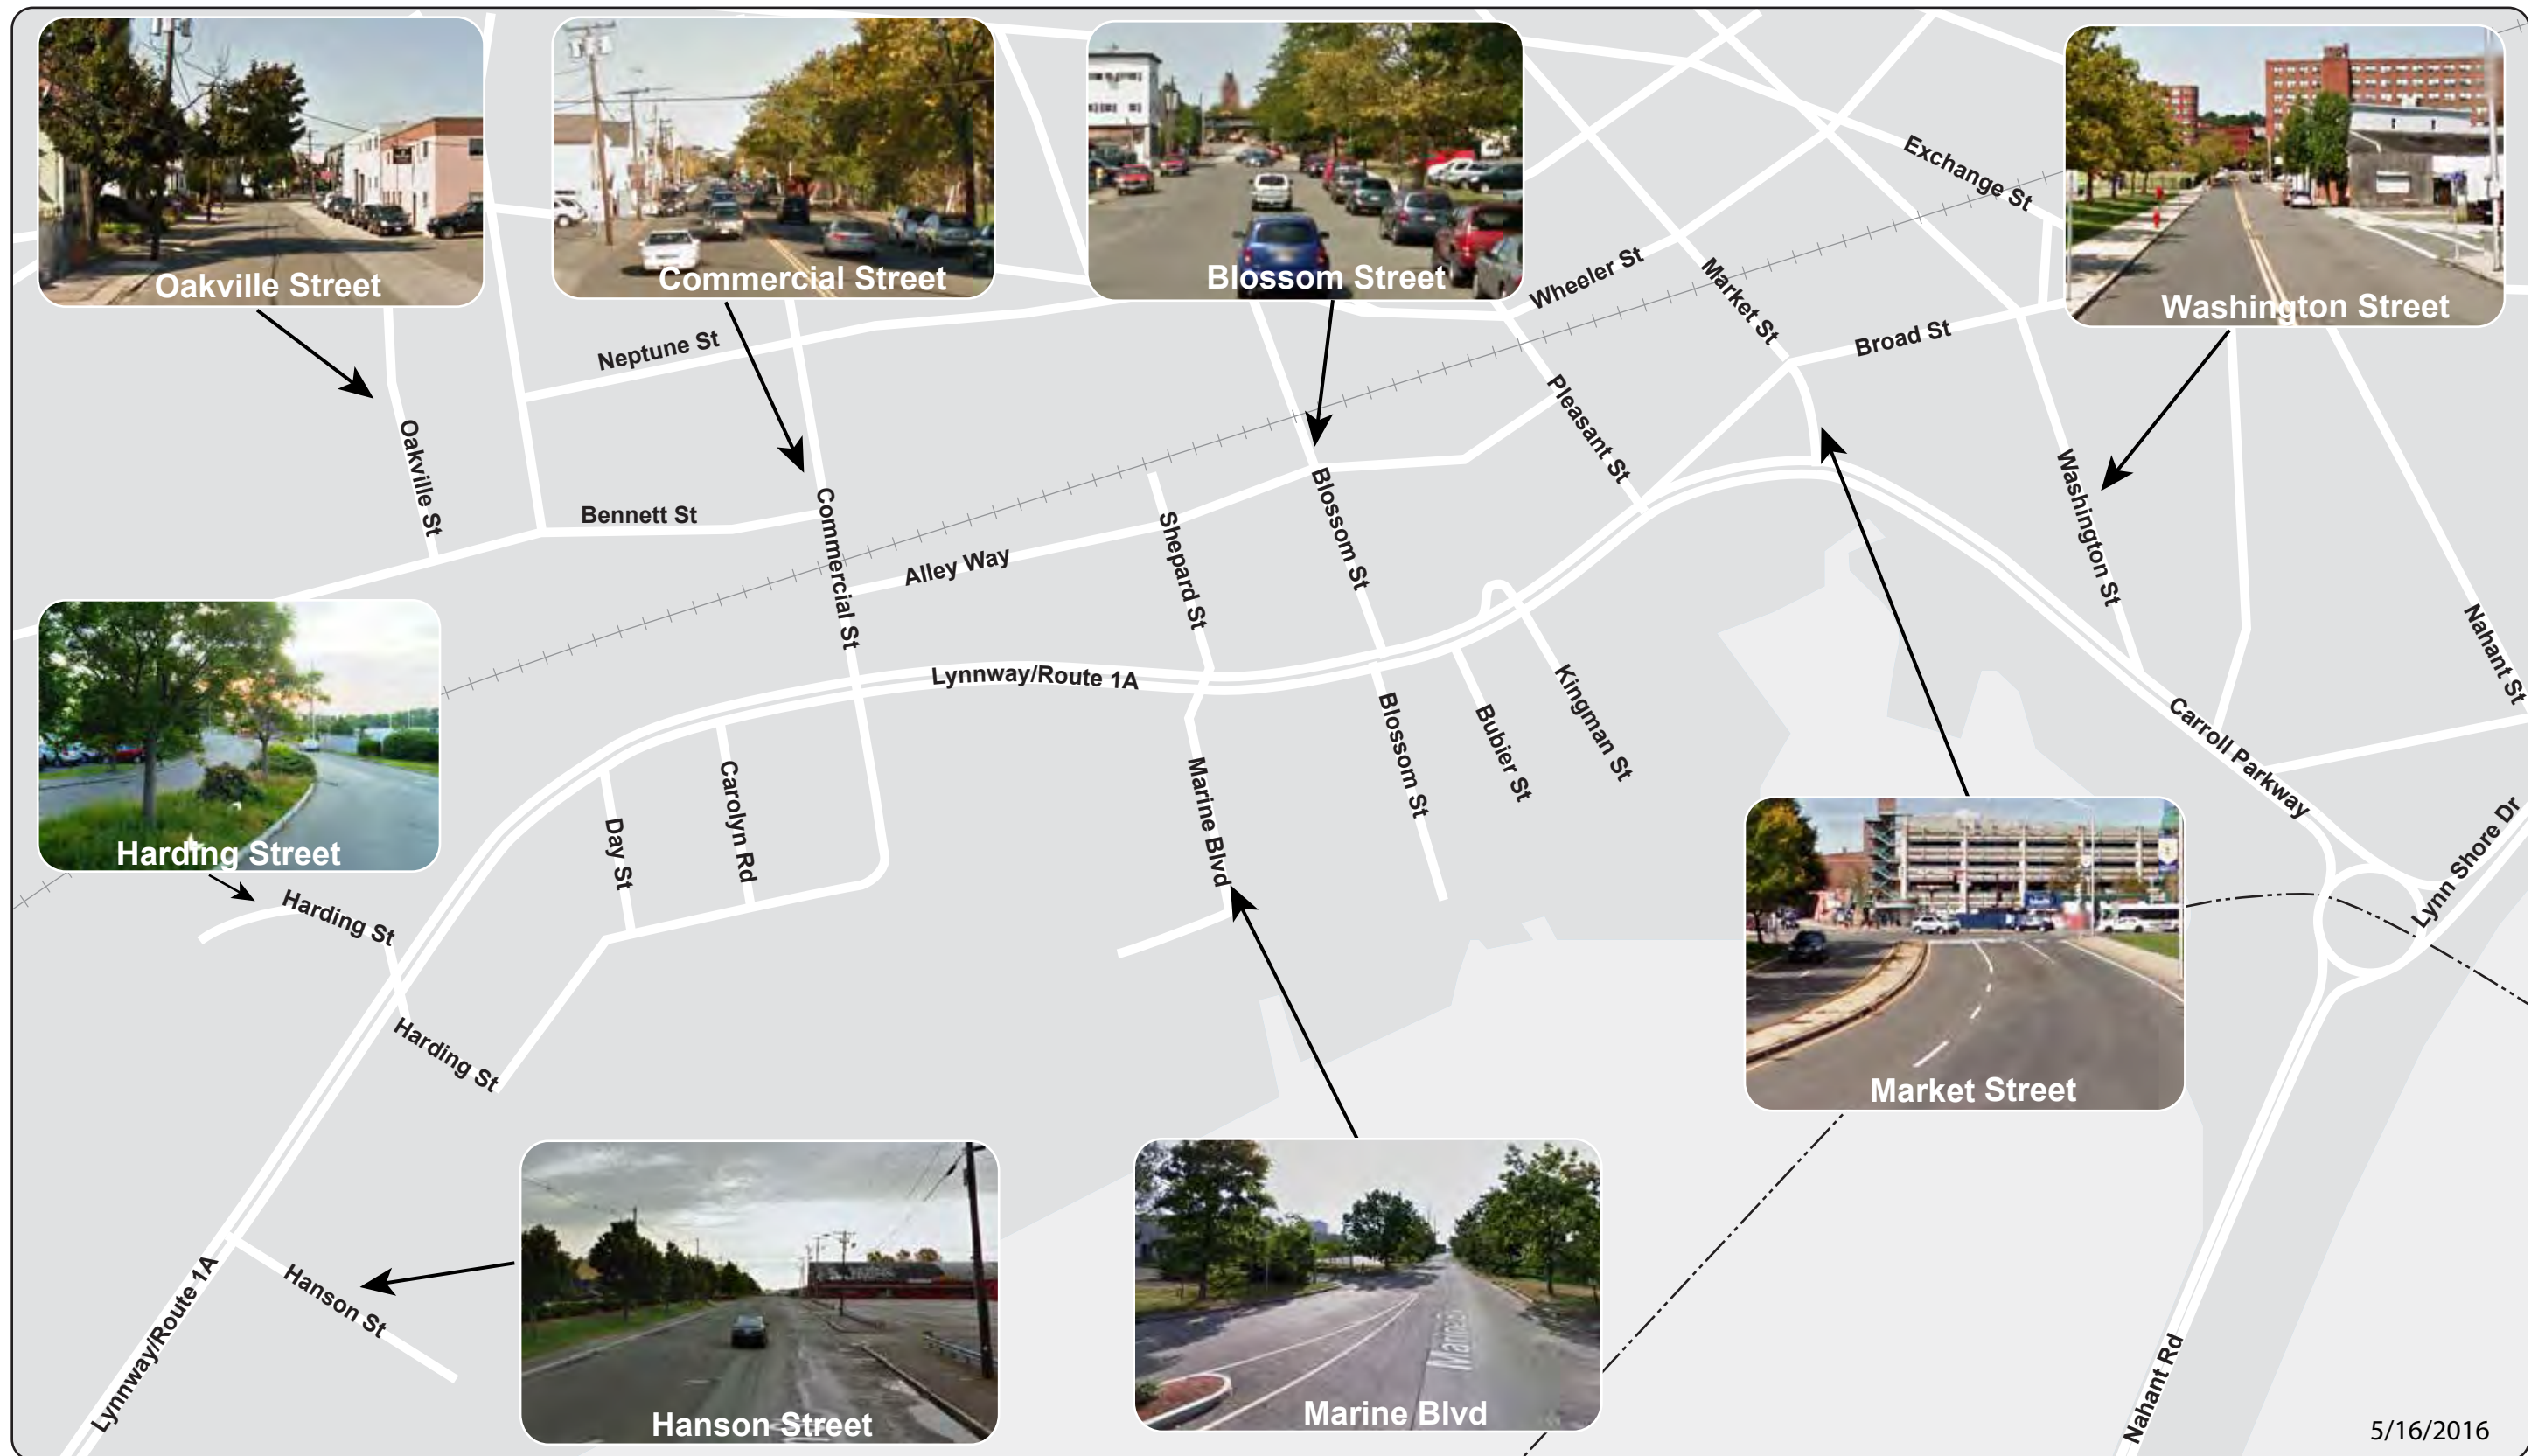 Oakville Street
Commercial Street
Blossom Street
Washington Street
Exchange St
Wheeler St
Market St
Broad St
Neptune St
Pleasant St
Oakville St
Bennett St
Commercial St
Alley Way
Shepard St
Blossom St
Washington St
Nahant St
Harding Street
Lynnway/Route 1A
Kingman St
Blossom St
Bubier St
Carroll Parkway
Marine Blvd
Carolyn Rd
Day St
Lynn Shore Dr
Harding St
Harding St
Market Street
Hanson St
Lynnway/Route 1A
Hanson Street
Marine Blvd
Nahant Rd
5/16/2016